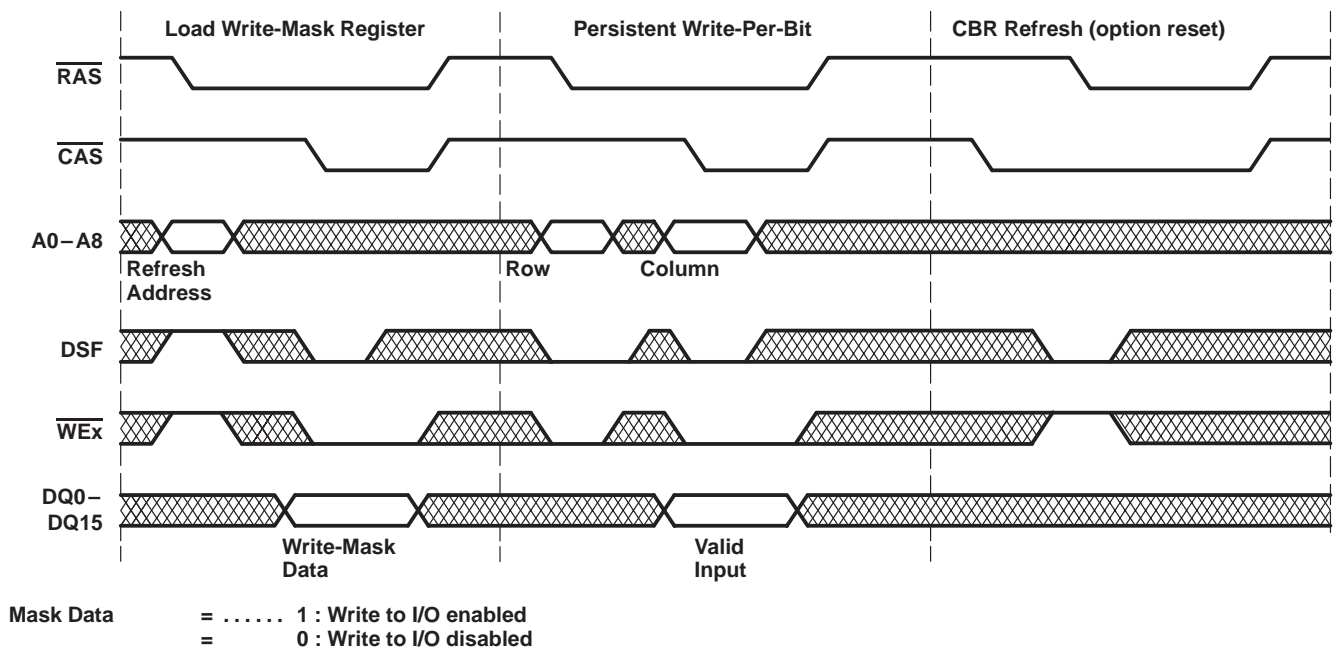 Load Write-Mask Register
Persistent Write-Per-Bit
CBR Refresh (option reset)
RAS
CAS
A0–A8
Refresh
Address
Row
Column
DSF
WEx
DQ0–
DQ15
Write-Mask
Data
Valid
Input
Mask Data = ...... 1 : Write to I/O enabled
= 0 : Write to I/O disabled